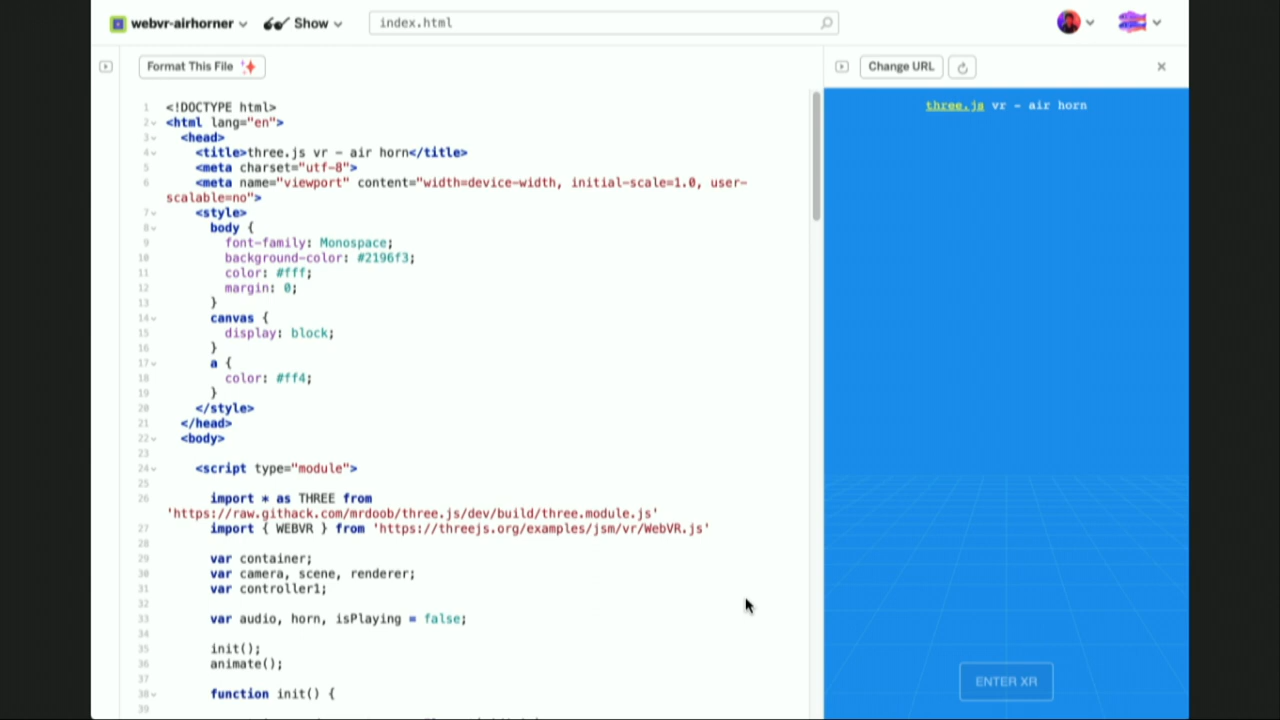 webvr-airhorner
Show
index.html
Format This File
Change URL
1 <!DOCTYPE html>
2 <html lang="en">
3 <head>
4 <title>three.js vr - air horn</title>
5 <meta charset="utf-8">
6 <meta name="viewport" content="width=device-width, initial-scale=1.0, user-
scalable=no">
7 <style>
8 body {
9 font-family: Monospace;
10 background-color: #2196f3;
11 color: #fff;
12 margin: 0;
13 }
14 canvas {
15 display: block;
16 }
17 a {
18 color: #ff4;
19 }
20 </style>
21 </head>
22 <body>
23
24 <script type="module">
25
26 import * as THREE from
'https://raw.githack.com/mrdoob/three.js/dev/build/three.module.js'
27 import { WEBVR } from 'https://threejs.org/examples/jsm/vr/WebVR.js'
28
29 var container;
30 var camera, scene, renderer;
31 var controller1;
32
33 var audio, horn, isPlaying = false;
34
35 init();
36 animate();
37
38 function init() {
39
three.js vr - air horn
ENTER XR